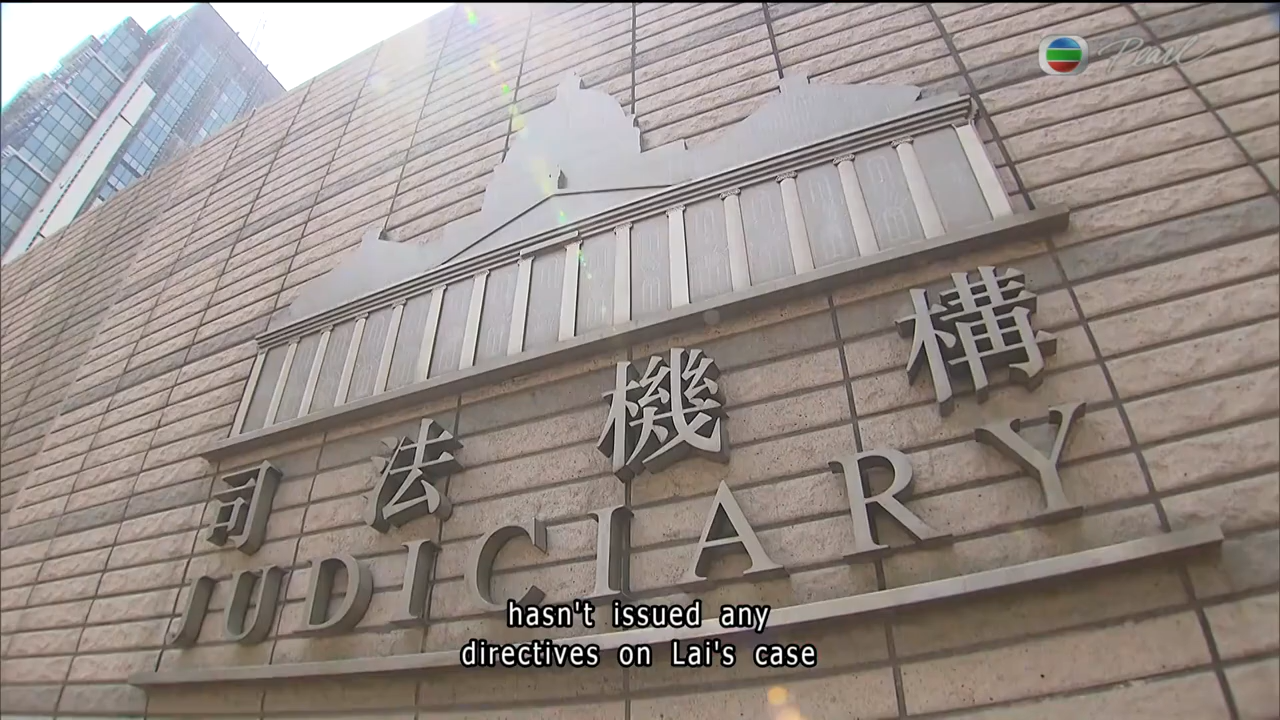 Pearl
司法機構
JUDICIARY
hasn't issued any
directives on Lai's case